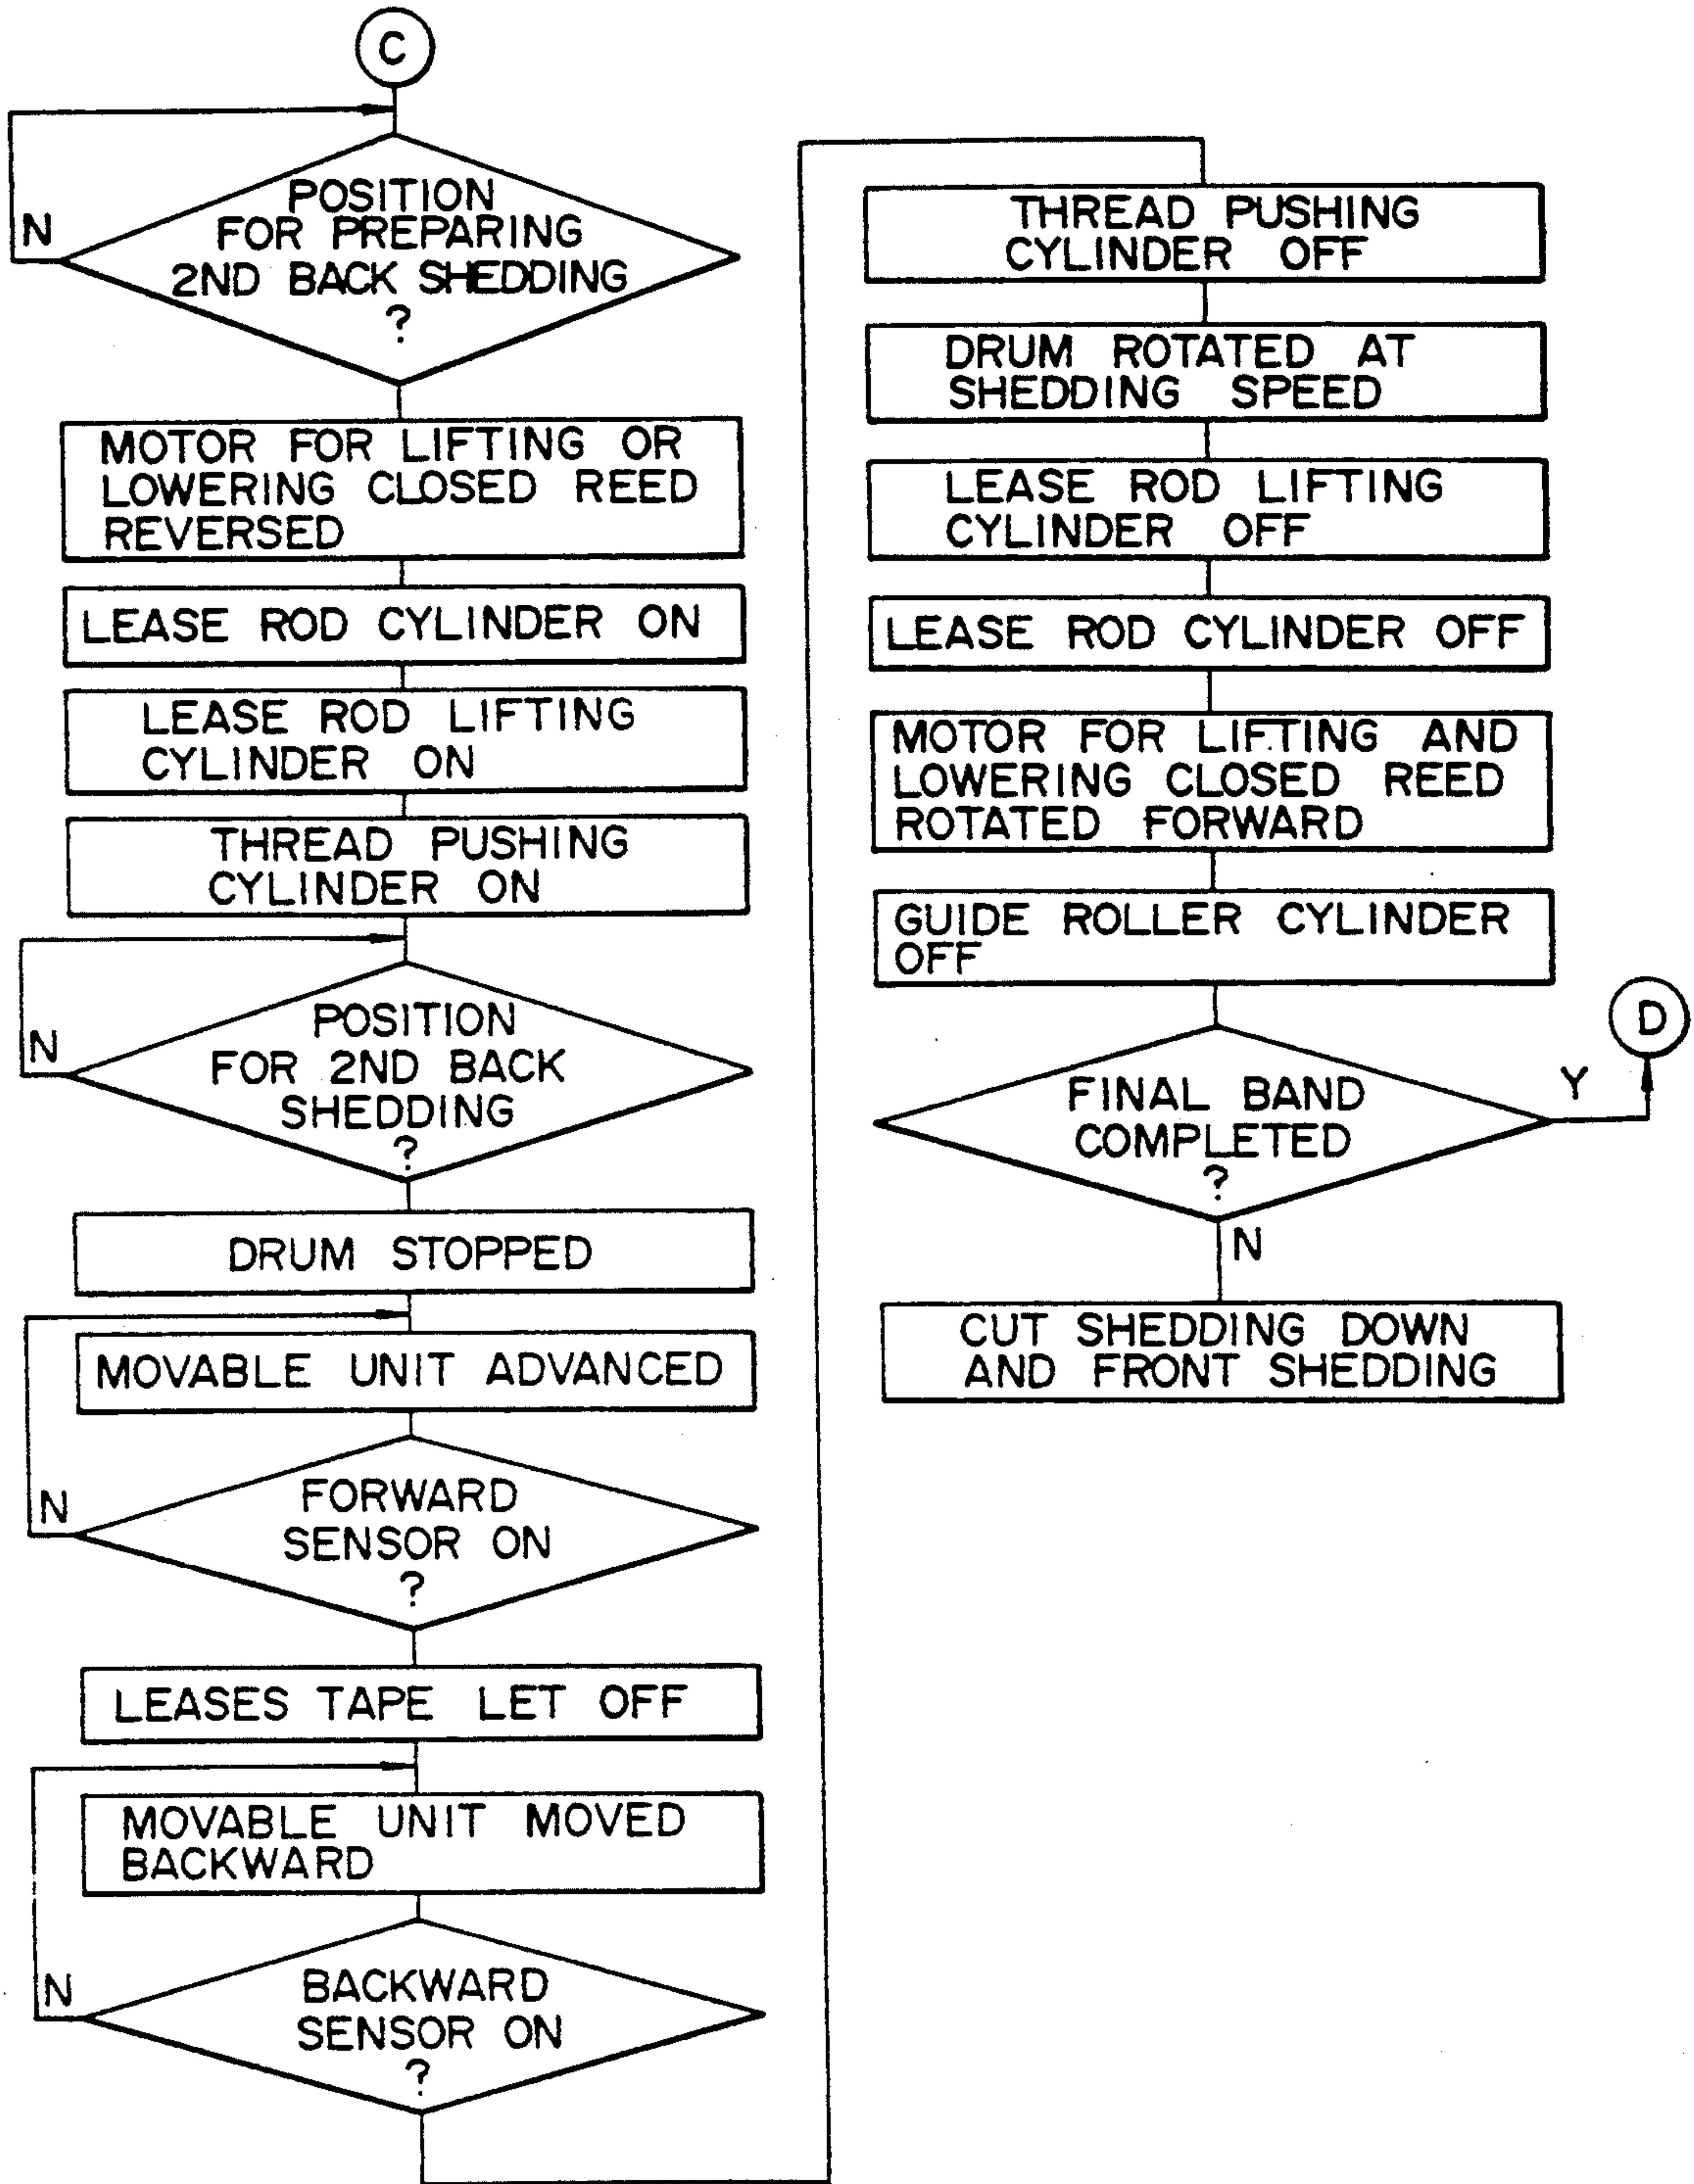 C
POSITION
FOR PREPARING
2ND BACK SHEDDING
?
N
MOTOR FOR LIFTING OR
LOWERING CLOSED REED
REVERSED
LEASE ROD CYLINDER ON
LEASE ROD LIFTING
CYLINDER ON
THREAD PUSHING
CYLINDER ON
POSITION
FOR 2ND BACK
SHEDDING
?
N
DRUM STOPPED
MOVABLE UNIT ADVANCED
FORWARD
SENSOR ON
?
N
LEASES TAPE LET OFF
MOVABLE UNIT MOVED
BACKWARD
BACKWARD
SENSOR ON
?
N
THREAD PUSHING
CYLINDER OFF
DRUM ROTATED AT
SHEDDING SPEED
LEASE ROD LIFTING
CYLINDER OFF
LEASE ROD CYLINDER OFF
MOTOR FOR LIFTING AND
LOWERING CLOSED REED
ROTATED FORWARD
GUIDE ROLLER CYLINDER
OFF
FINAL BAND
COMPLETED
?
Y
D
N
CUT SHEDDING DOWN
AND FRONT SHEDDING